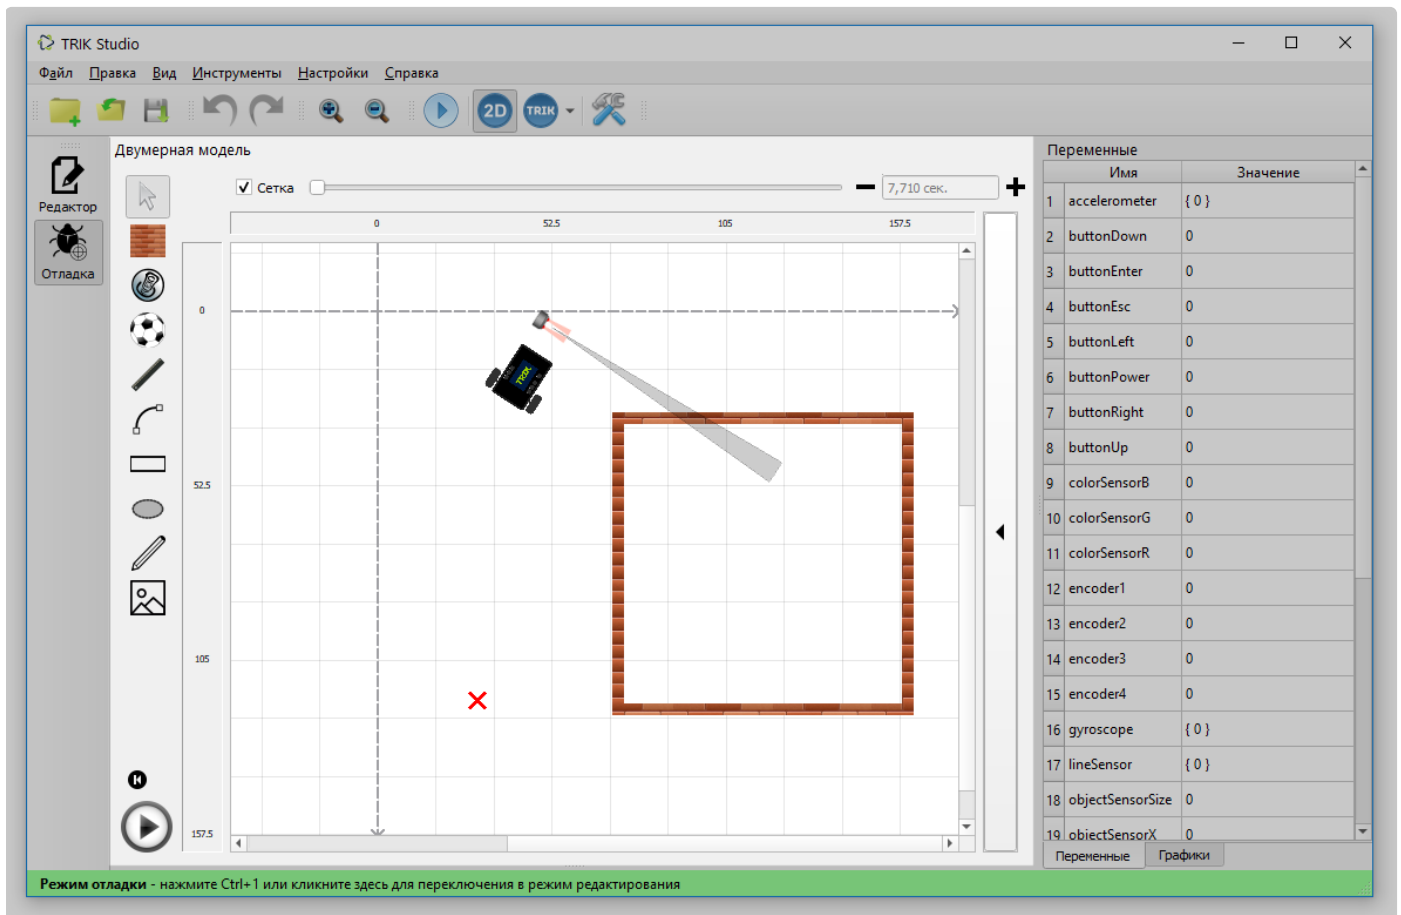 TRIK Studio
Файл Правка Вид Инструменты Настройки Справка
2D TRIK
Редактор
Отладка
Двумерная модель
Сетка 7,710 сек.
0 52.5 105 157.5
0
52.5
105
157.5
TRIK
Переменные
Имя Значение
1 accelerometer { 0 }
2 buttonDown 0
3 buttonEnter 0
4 buttonEsc 0
5 buttonLeft 0
6 buttonPower 0
7 buttonRight 0
8 buttonUp 0
9 colorSensorB 0
10 colorSensorG 0
11 colorSensorR 0
12 encoder1 0
13 encoder2 0
14 encoder3 0
15 encoder4 0
16 gyroscope { 0 }
17 lineSensor { 0 }
18 objectSensorSize 0
19 objectSensorX 0
Переменные Графики
Режим отладки - нажмите Ctrl+1 или кликните здесь для переключения в режим редактирования